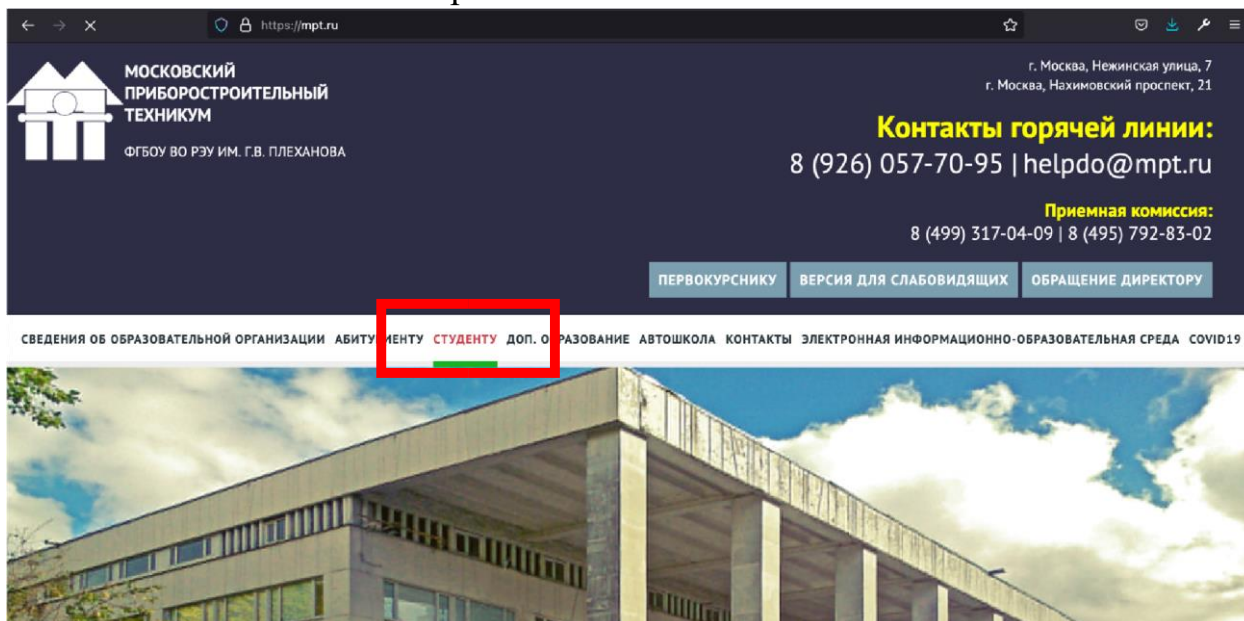 https://mpt.ru
МОСКОВСКИЙ
ПРИБОРОСТРОИТЕЛЬНЫЙ
ТЕХНИКУМ
ФГБОУ ВО РЭУ ИМ. Г.В. ПЛЕХАНОВА
г. Москва, Нежинская улица, 7
г. Москва, Нахимовский проспект, 21
Контакты горячей линии:
8 (926) 057-70-95 | helpdo@mpt.ru
Приемная комиссия:
8 (499) 317-04-09 | 8 (495) 792-83-02
ПЕРВОКУРСНИКУ ВЕРСИЯ ДЛЯ СЛАБОВИДЯЩИХ ОБРАЩЕНИЕ ДИРЕКТОРУ
СВЕДЕНИЯ ОБ ОБРАЗОВАТЕЛЬНОЙ ОРГАНИЗАЦИИ АБИТУРИЕНТУ СТУДЕНТУ ДОП. ОБРАЗОВАНИЕ АВТОШКОЛА КОНТАКТЫ ЭЛЕКТРОННАЯ ИНФОРМАЦИОННО-ОБРАЗОВАТЕЛЬНАЯ СРЕДА COVID19